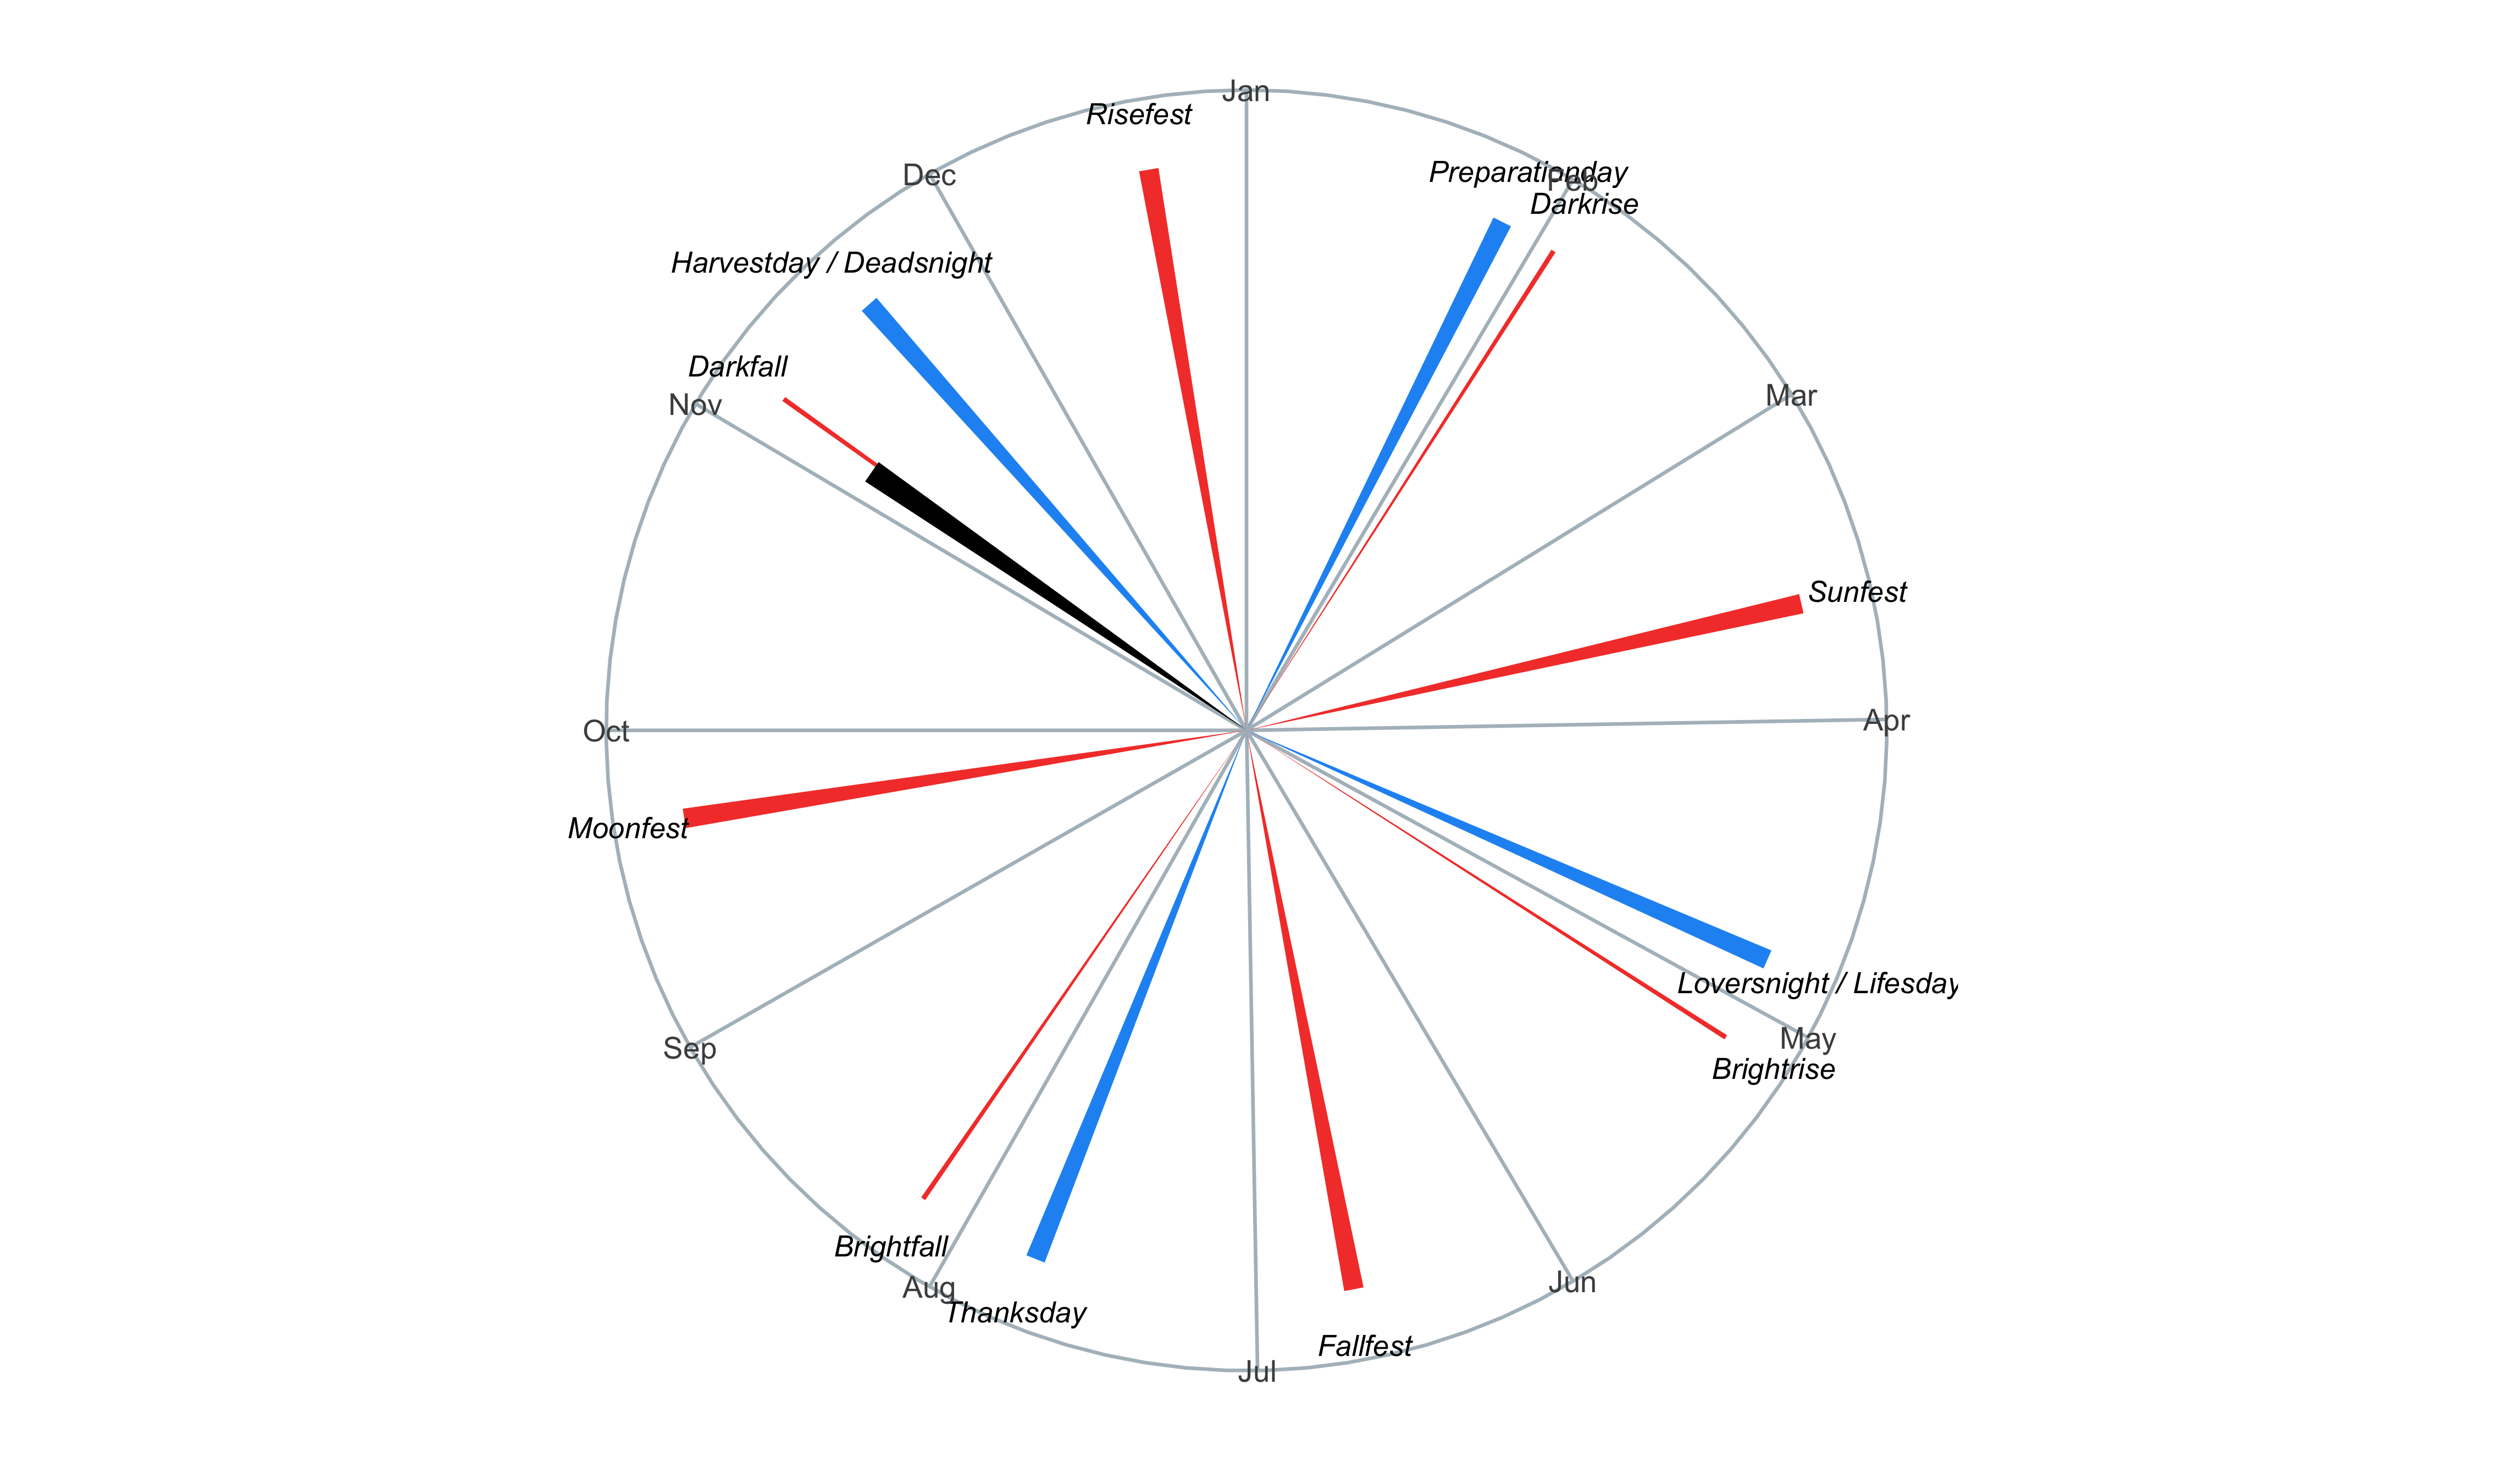 Jan
Risefest
Preparationday
Dec
Feb
Darkrise
Harvestday / Deadsnight
Darkfall
Mar
Nov
Sunfest
Apr
Oct
Moonfest
Loversnight / Lifesday
May
Sep
Brightrise
Brightfall
Jun
Aug
Thanksday
Fallfest
Jul